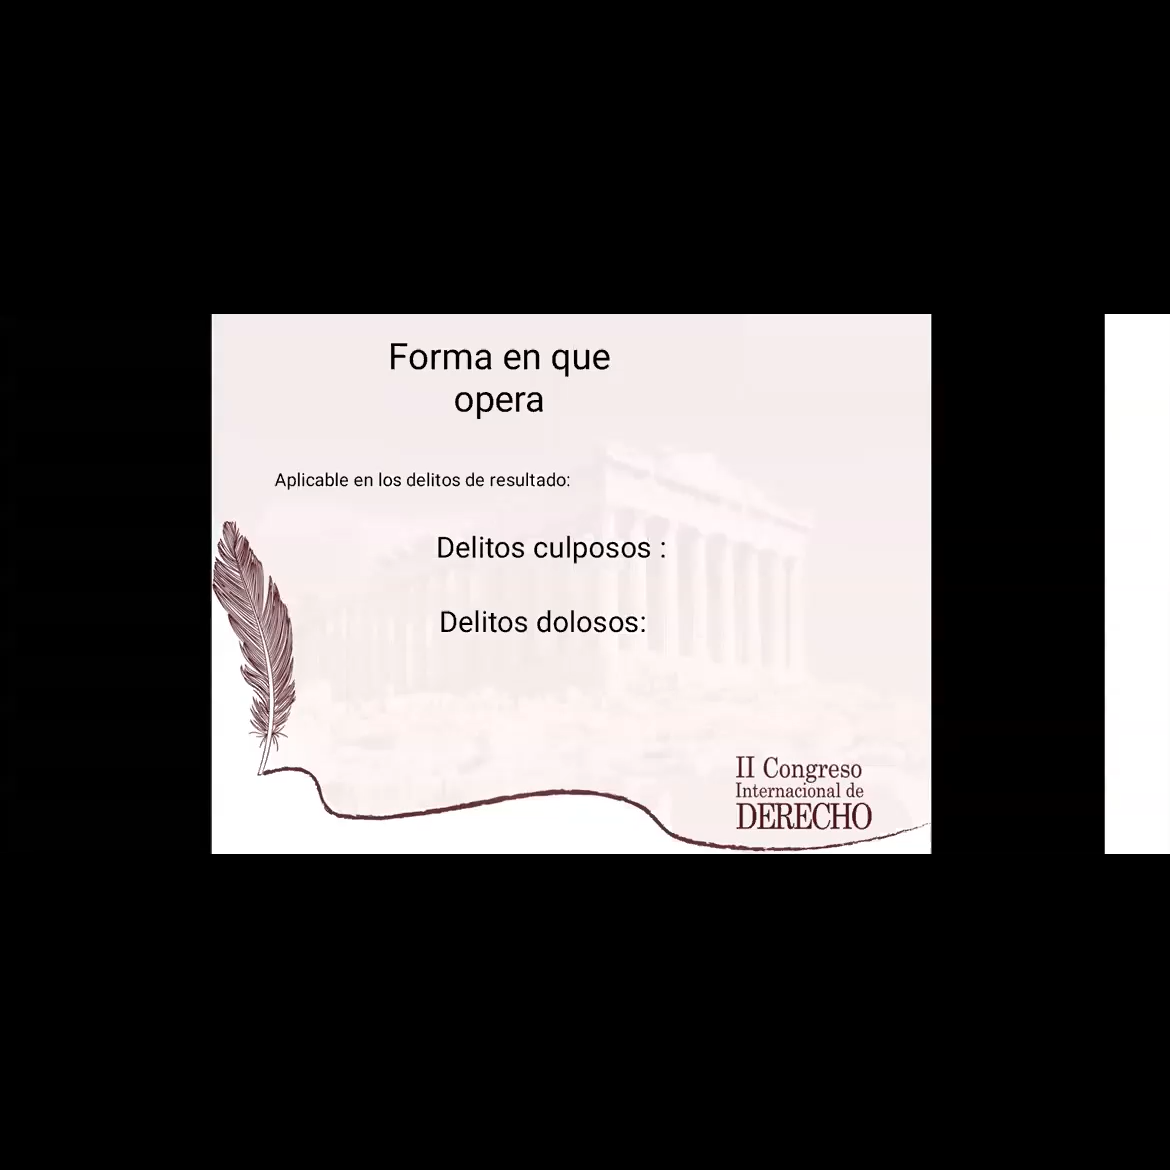 Forma en que
opera
Aplicable en los delitos de resultado:
Delitos culposos :
Delitos dolosos:
II Congreso
Internacional de
DERECHO